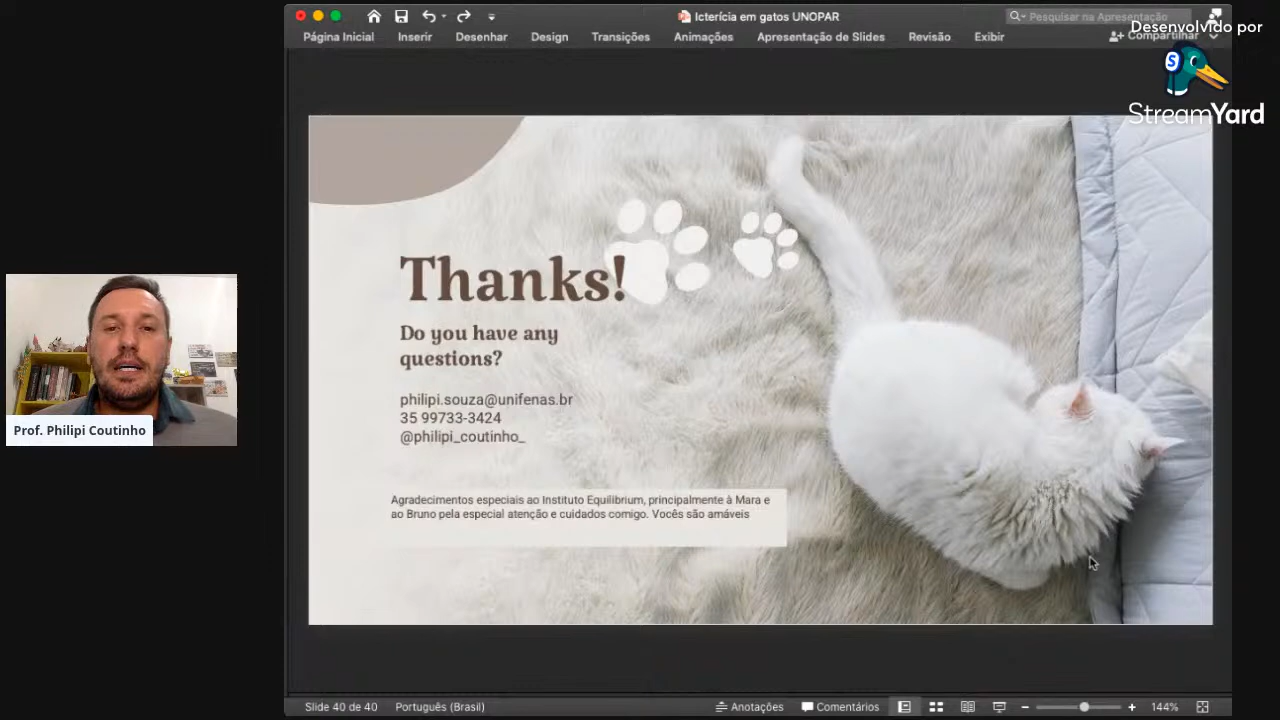 Icterícia em gatos UNOPAR
Pesquisar na Apresentação
Página Inicial
Inserir
Desenhar
Design
Transições
Animações
Apresentação de Slides
Revisão
Exibir
Compartilhar
Desenvolvido por
S
StreamYard
Thanks!
Do you have any
questions?
philipi.souza@unifenas.br
35 99733-3424
@philipi_coutinho_
Agradecimentos especiais ao Instituto Equilibrium, principalmente à Mara e
ao Bruno pela especial atenção e cuidados comigo. Vocês são amáveis
Prof. Philipi Coutinho
Slide 40 de 40
Português (Brasil)
Anotações
Comentários
144%